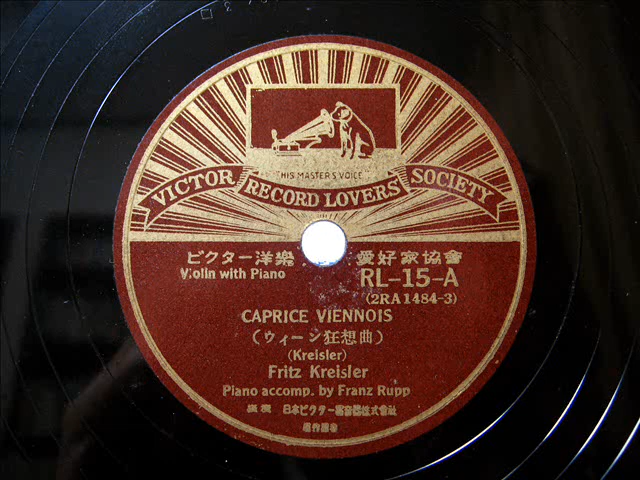 "HIS MASTER'S VOICE"
VICTOR RECORD LOVERS SOCIETY
ビクター洋樂 愛好家協會
Violin with Piano RL-15-A
(2RA1484-3)
CAPRICE VIENNOIS
(ウィーン狂想曲)
(Kreisler)
Fritz Kreisler
Piano accomp. by Franz Rupp
日本ビクター蓄音器株式會社